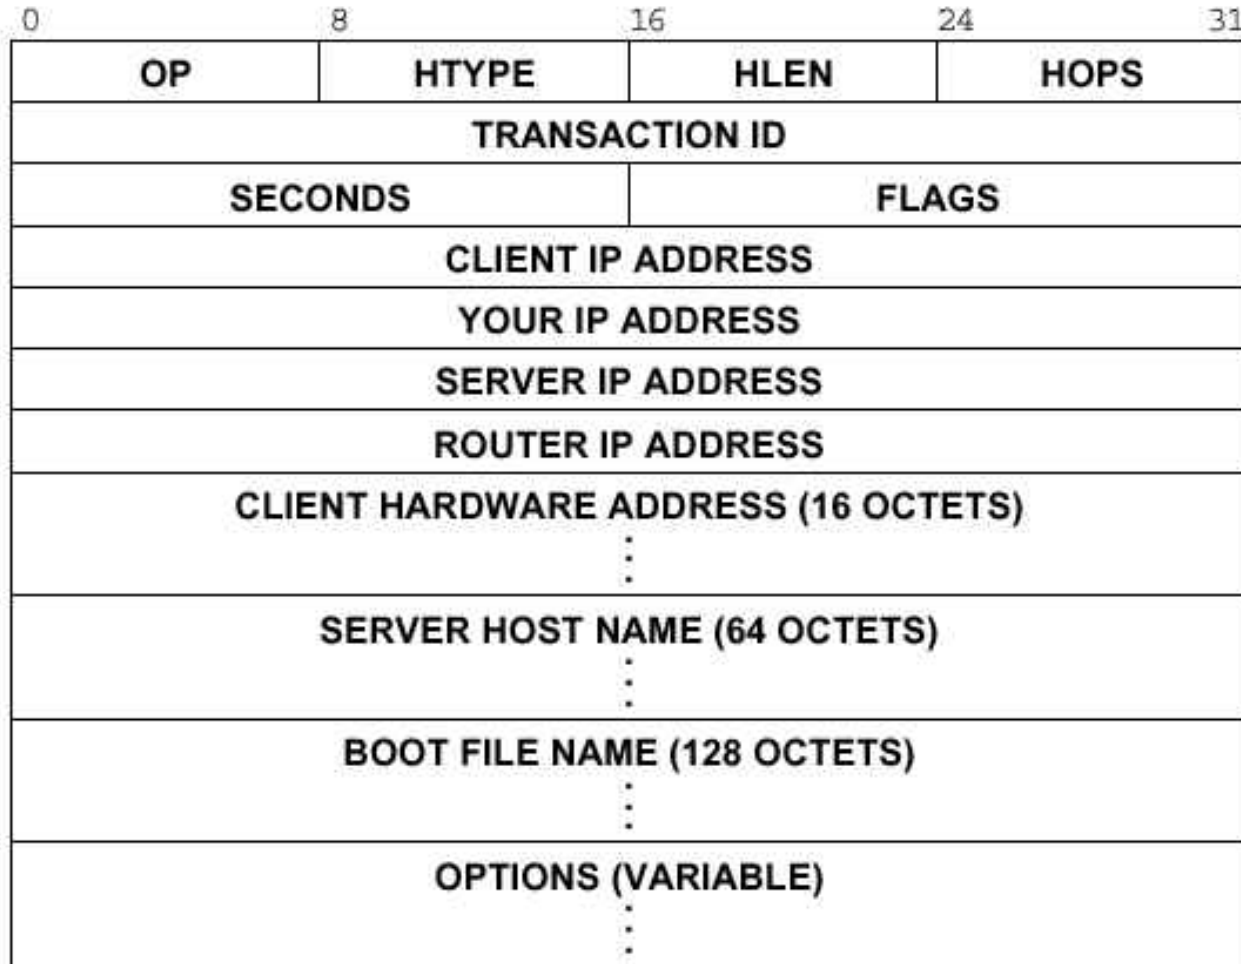 0 8 16 24 31
OP HTYPE HLEN HOPS
TRANSACTION ID
SECONDS FLAGS
CLIENT IP ADDRESS
YOUR IP ADDRESS
SERVER IP ADDRESS
ROUTER IP ADDRESS
CLIENT HARDWARE ADDRESS (16 OCTETS)
SERVER HOST NAME (64 OCTETS)
BOOT FILE NAME (128 OCTETS)
OPTIONS (VARIABLE)